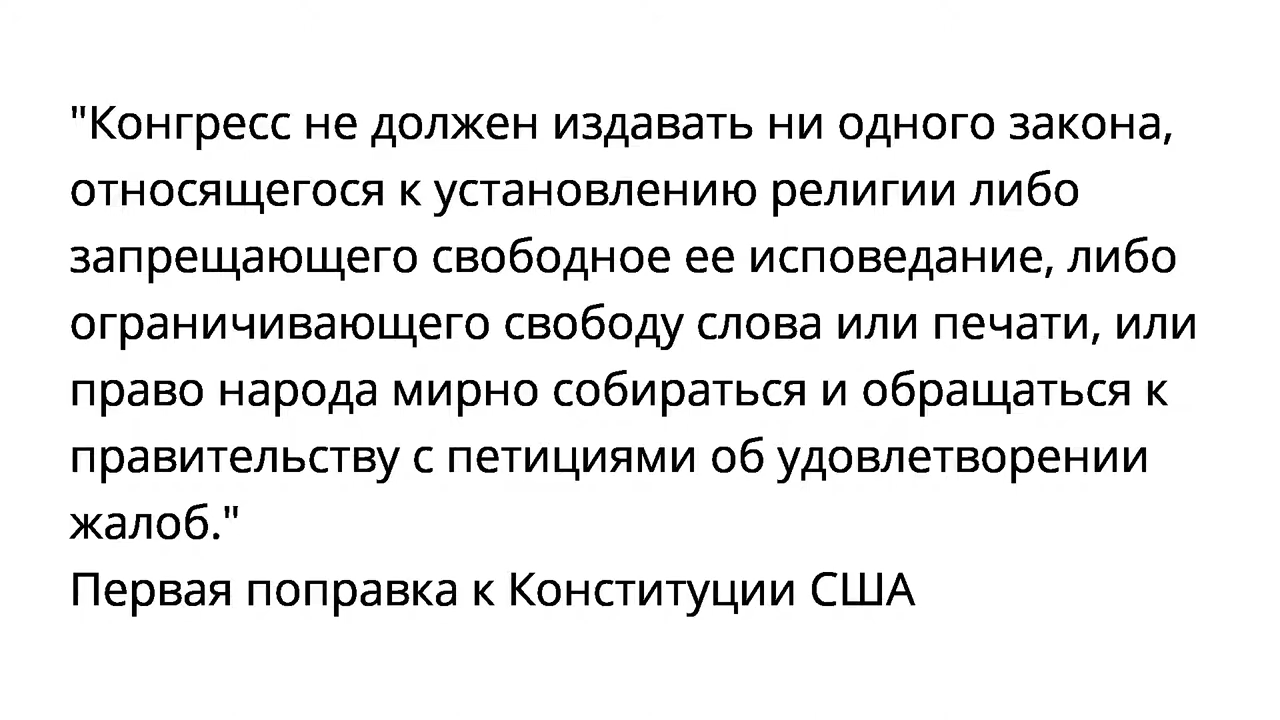 "Конгресс не должен издавать ни одного закона,
относящегося к установлению религии либо
запрещающего свободное ее исповедание, либо
ограничивающего свободу слова или печати, или
право народа мирно собираться и обращаться к
правительству с петициями об удовлетворении
жалоб."
Первая поправка к Конституции США